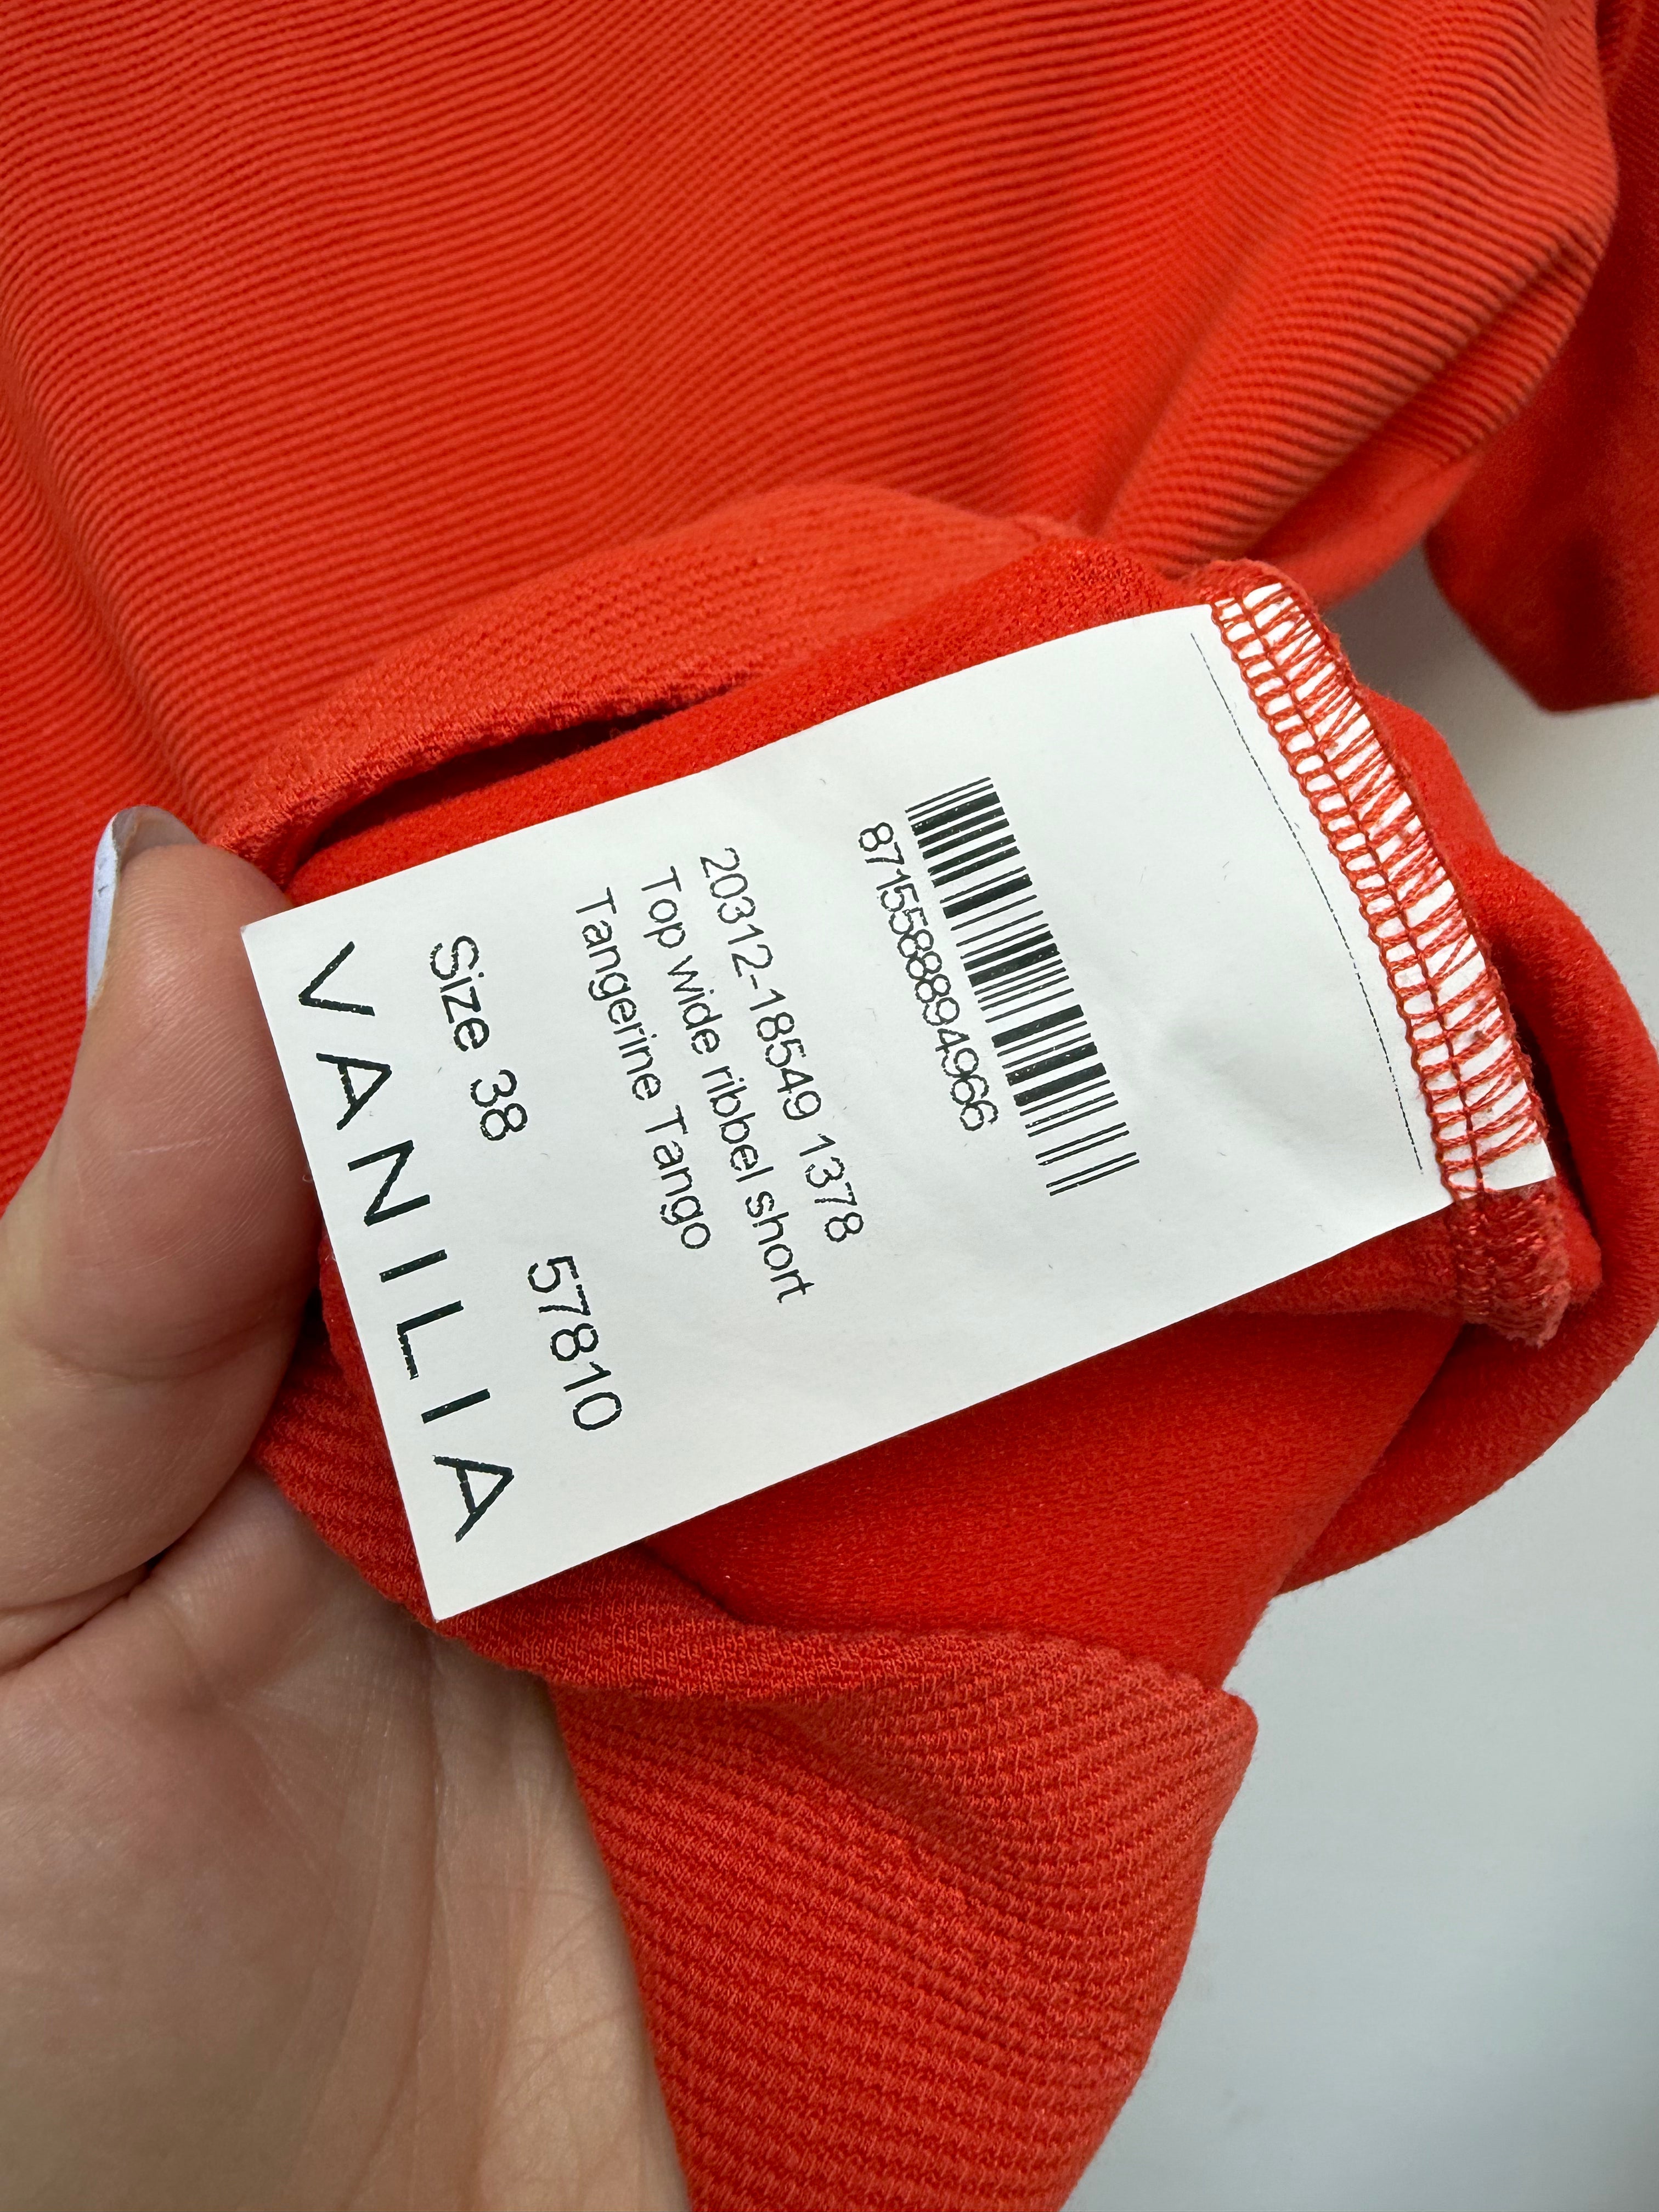 8715588894966
20312-18549 1378
Top wide ribbel short
Tangerine Tango
Size 38 57810
VANILIA